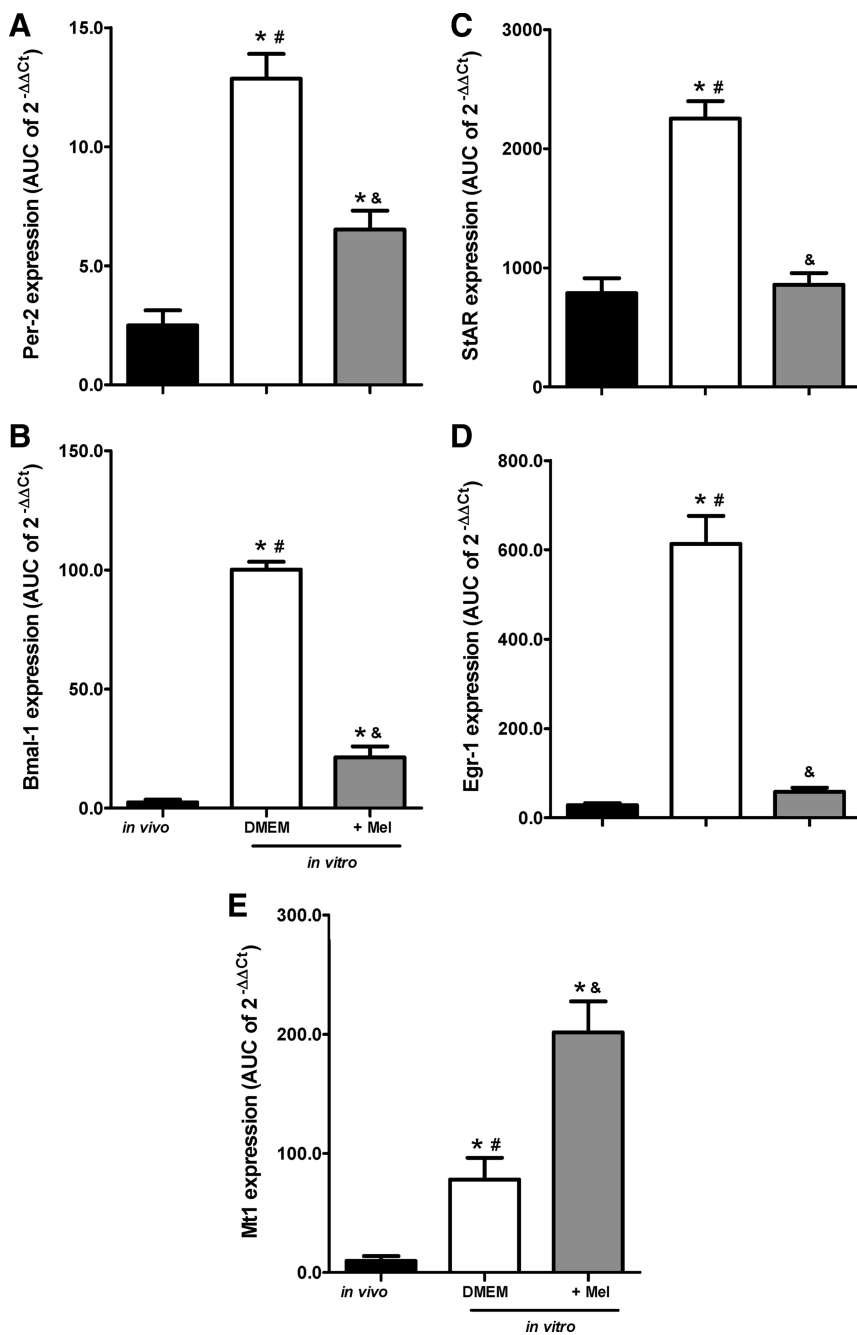 A
Per-2 expression (AUC of 2^-ΔΔCt)
15.0
10.0
5.0
0.0
* #
* &
C
StAR expression (AUC of 2^-ΔΔCt)
3000
2000
1000
0
* #
&
B
Bmal-1 expression (AUC of 2^-ΔΔCt)
150.0
100.0
50.0
0.0
* #
* &
in vivo DMEM + Mel
in vitro
D
Egr-1 expression (AUC of 2^-ΔΔCt)
800.0
600.0
400.0
200.0
0.0
* #
&
E
Mt1 expression (AUC of 2^-ΔΔCt)
300.0
200.0
100.0
0.0
* #
* &
in vivo DMEM + Mel
in vitro